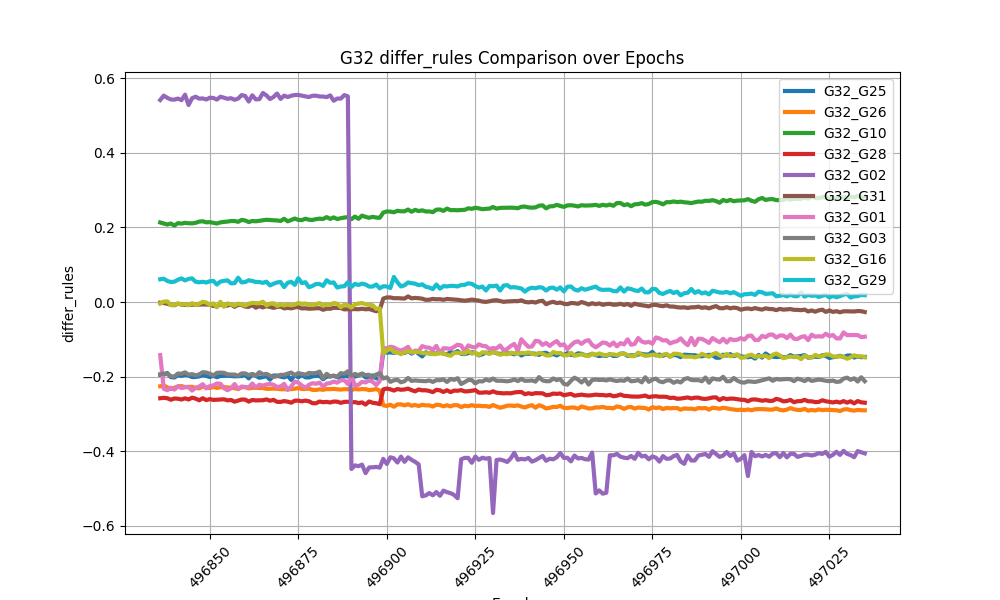 G32 differ_rules Comparison over Epochs
differ_rules
0.6
0.4
0.2
0.0
−0.2
−0.4
−0.6
496850
496875
496900
496925
496950
496975
497000
497025
G32_G25
G32_G26
G32_G10
G32_G28
G32_G02
G32_G31
G32_G01
G32_G03
G32_G16
G32_G29